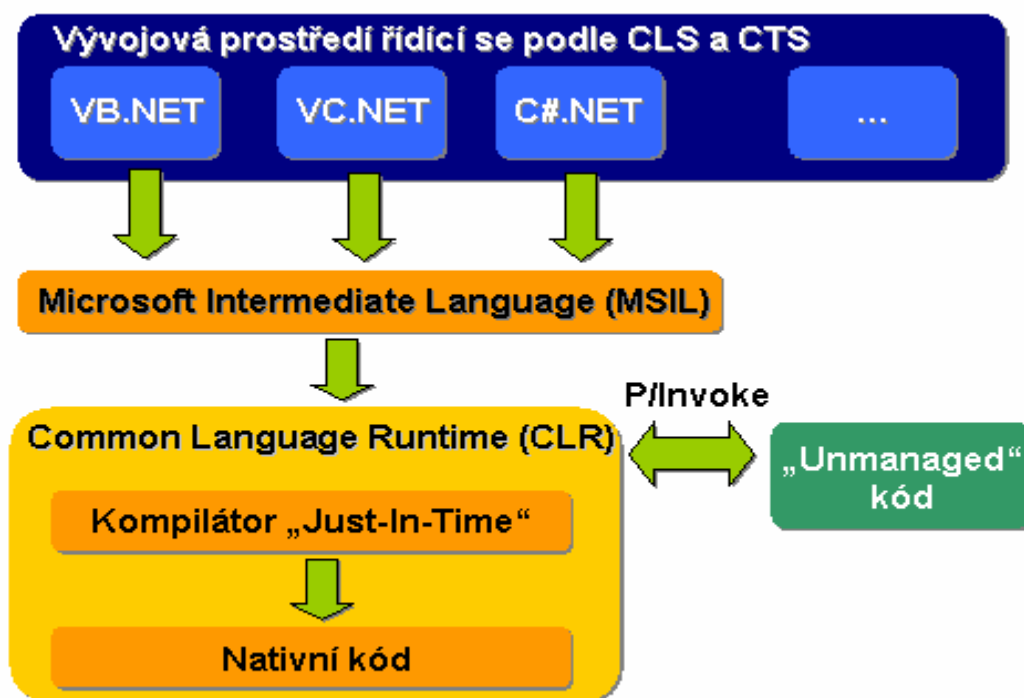 Vývojová prostředí řídící se podle CLS a CTS
VB.NET
VC.NET
C#.NET
...
Microsoft Intermediate Language (MSIL)
P/Invoke
Common Language Runtime (CLR)
„Unmanaged“
kód
Kompilátor „Just-In-Time“
Nativní kód